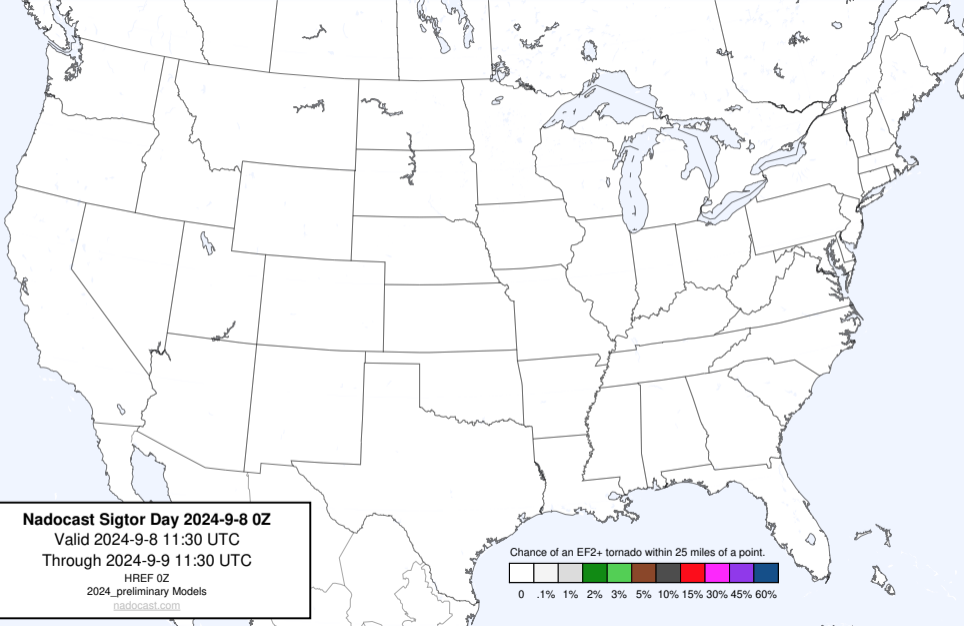 Nadocast Sigtor Day 2024-9-8 0Z
Valid 2024-9-8 11:30 UTC
Through 2024-9-9 11:30 UTC
HREF 0Z
2024_preliminary Models
nadocast.com
Chance of an EF2+ tornado within 25 miles of a point.
0 .1% 1% 2% 3% 5% 10% 15% 30% 45% 60%